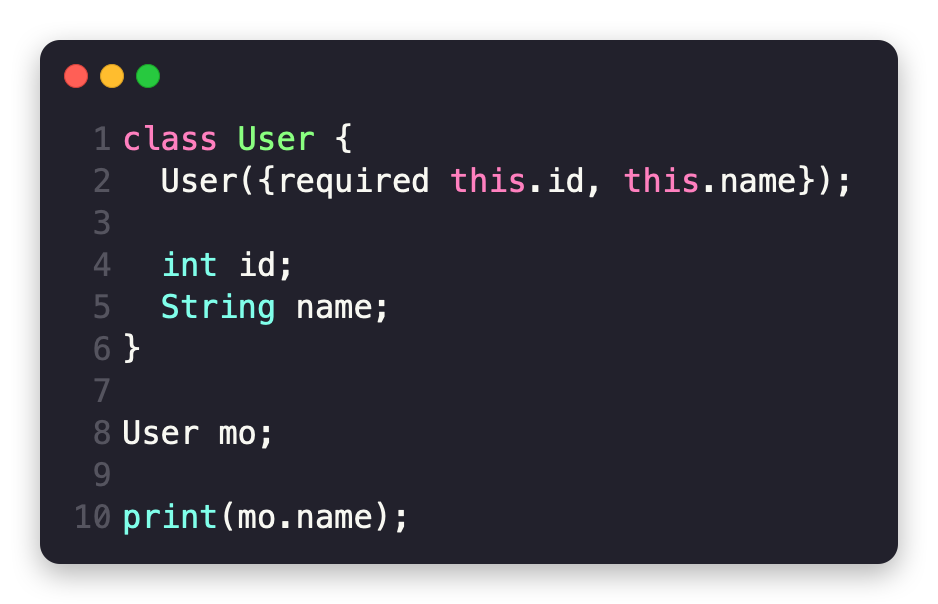 1 class User {
2   User({required this.id, this.name});
3
4   int id;
5   String name;
6 }
7
8 User mo;
9
10 print(mo.name);